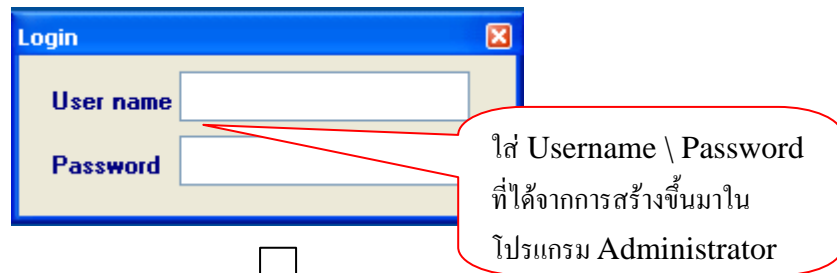 Login
User name
Password
ใส่ Username \ Password
ที่ได้จากการสร้างขึ้นมาใน
โปรแกรม Administrator